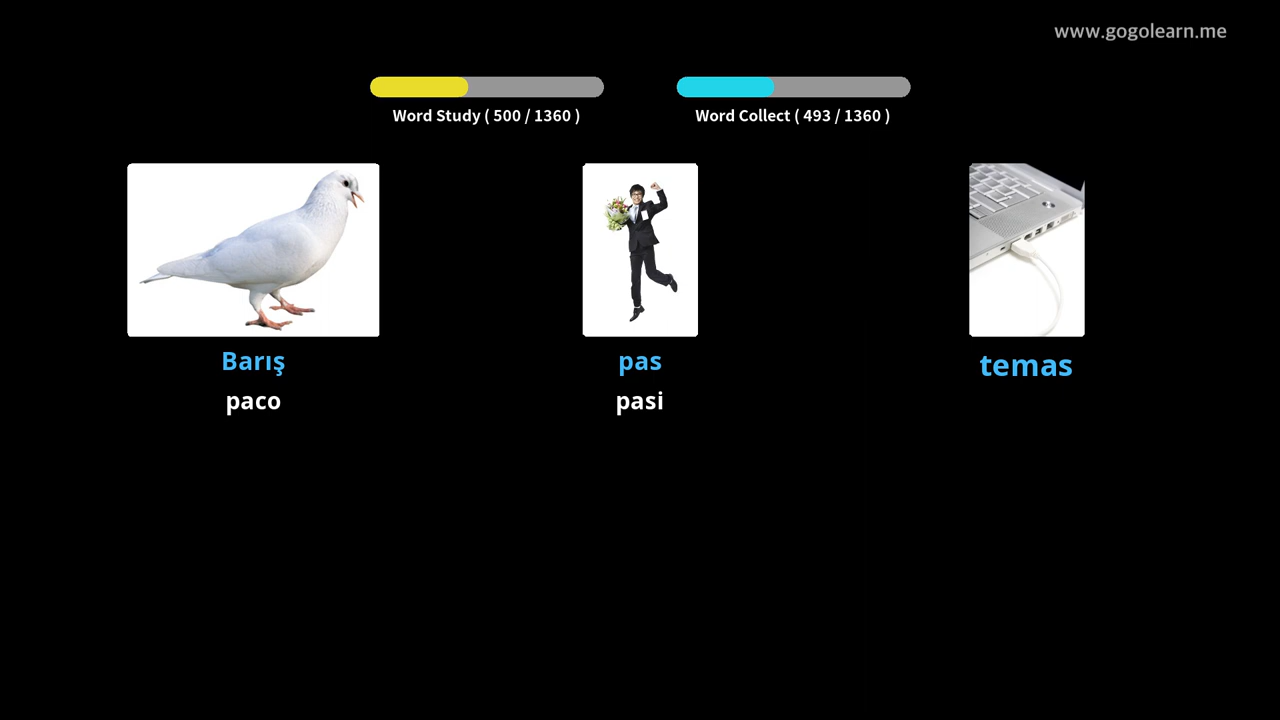 www.gogolearn.me
Word Study ( 500 / 1360 )
Word Collect ( 493 / 1360 )
Barış
paco
pas
pasi
temas